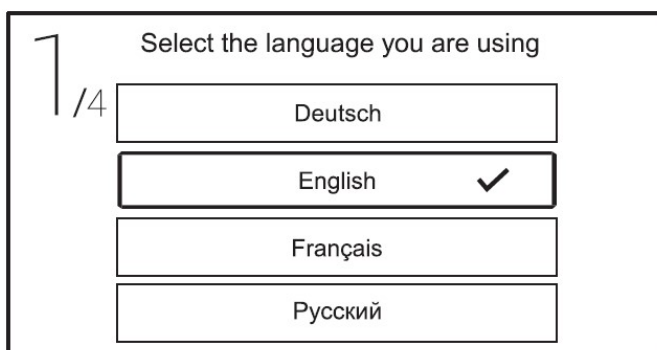 1/4
Select the language you are using
Deutsch
English
Français
Русский